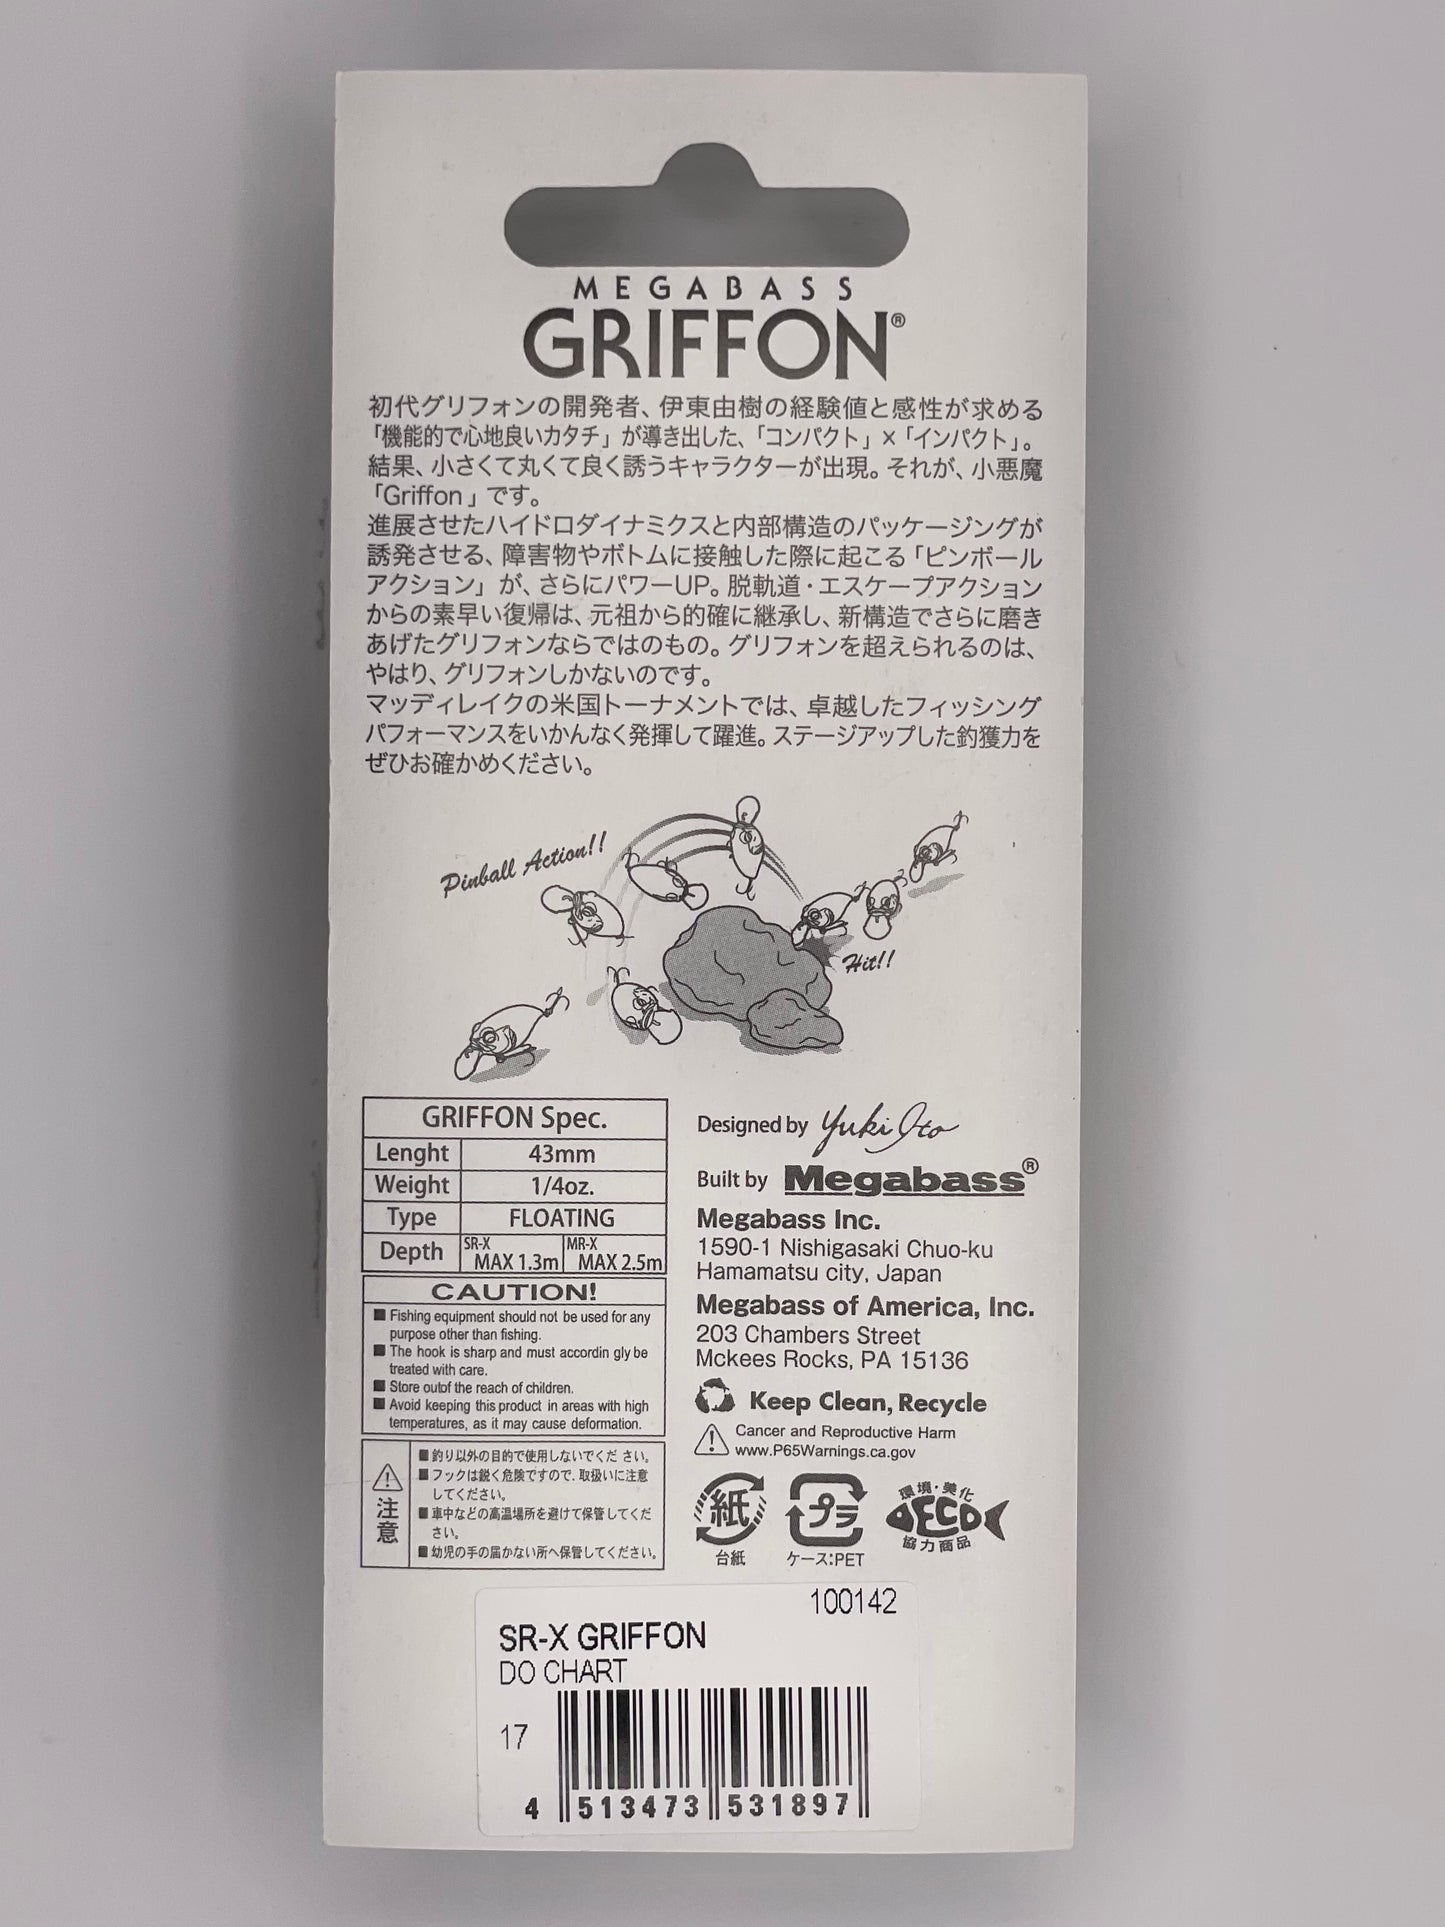 MEGABASS
GRIFFON®
初代グリフォンの開発者、伊東由樹の経験値と感性が求める
「機能的で心地良いカタチ」が導き出した、「コンパクト」×「インパクト」。
結果、小さくて丸くて良く誘うキャラクターが出現。それが、小悪魔
「Griffon」です。
進展させたハイドロダイナミクスと内部構造のパッケージングが
誘発させる、障害物やボトムに接触した際に起こる「ピンボール
アクション」が、さらにパワーUP。脱軌道・エスケープアクション
からの素早い復帰は、元祖から的確に継承し、新構造でさらに磨き
あげたグリフォンならではのもの。グリフォンを超えられるのは、
やはり、グリフォンしかないのです。
マッディレイクの米国トーナメントでは、卓越したフィッシング
パフォーマンスをいかんなく発揮して躍進。ステージアップした釣獲力を
ぜひお確かめください。
Pinball Action!!
Hit!!
GRIFFON Spec.
Lenght 43mm
Weight 1/4oz.
Type FLOATING
Depth SR-X MAX 1.3m MR-X MAX 2.5m
CAUTION!
■ Fishing equipment should not be used for any
purpose other than fishing.
■ The hook is sharp and must accordin gly be
treated with care.
■ Store outof the reach of children.
■ Avoid keeping this product in areas with high
temperatures, as it may cause deformation.
注意
■釣り以外の目的で使用しないでくだ さい。
■フックは鋭く危険ですので、取扱いに注意
してください。
■車中などの高温場所を避けて保管してくだ
さい。
■幼児の手の届かない所へ保管してください。
Designed by Yuki Ito
Built by Megabass®
Megabass Inc.
1590-1 Nishigasaki Chuo-ku
Hamamatsu city, Japan
Megabass of America, Inc.
203 Chambers Street
Mckees Rocks, PA 15136
Keep Clean, Recycle
Cancer and Reproductive Harm
www.P65Warnings.ca.gov
紙
台紙
プラ
ケース:PET
環境・美化
ECO
協力商品
100142
SR-X GRIFFON
DO CHART
17
4 513473 531897